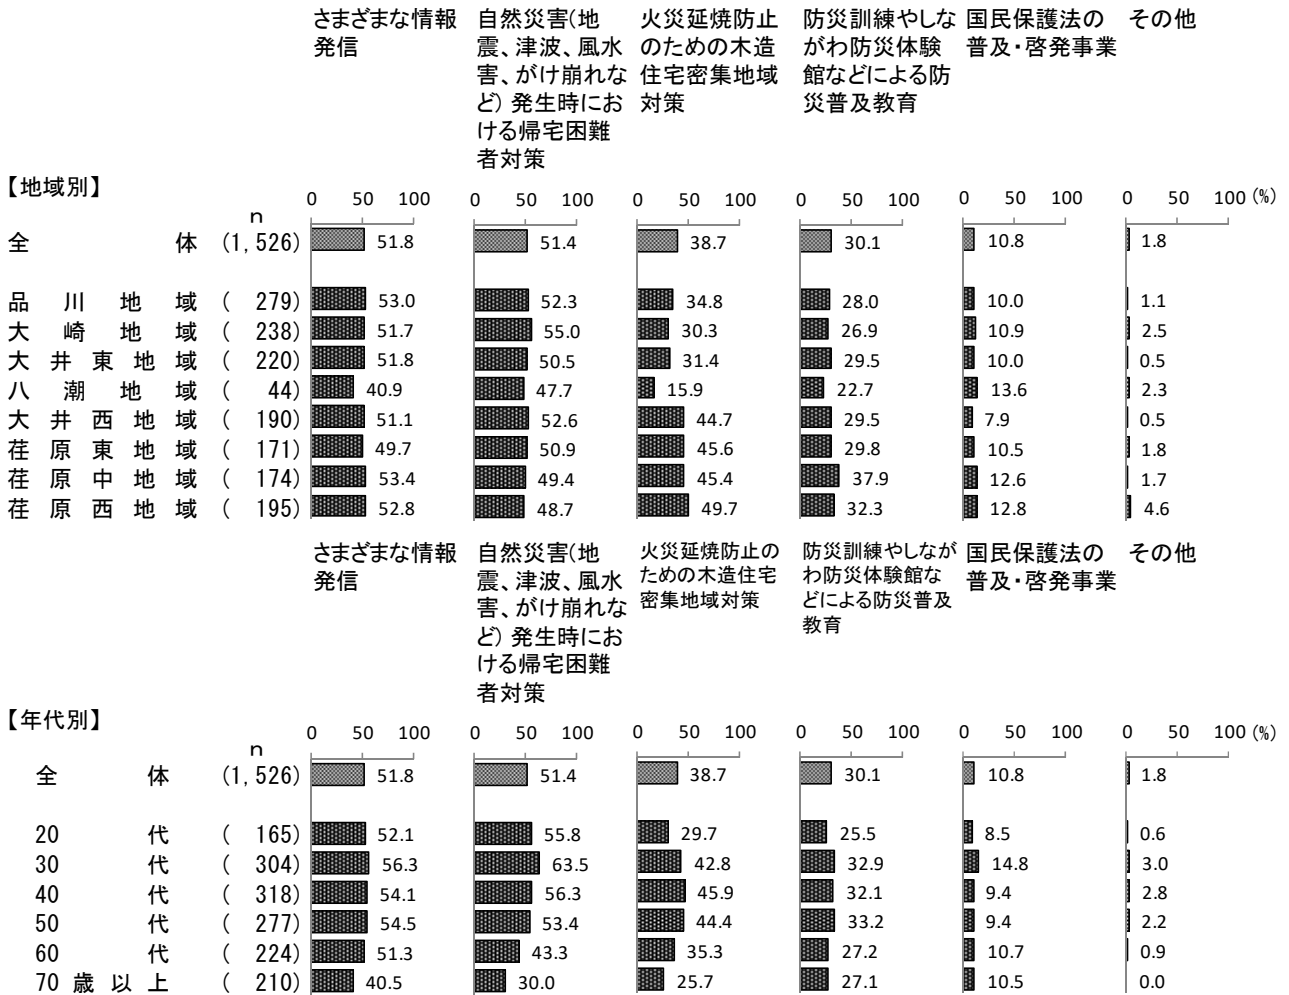 さまざまな情報発信
自然災害(地震、津波、風水害、がけ崩れなど) 発生時における帰宅困難者対策
火災延焼防止のための木造住宅密集地域対策
防災訓練やしながわ防災体験館などによる防災普及教育
国民保護法の普及・啓発事業
その他
【地域別】
0 50 100 0 50 100 0 50 100 0 50 100 0 50 100 0 50 100 (%)
n
全体 (1,526) 51.8 51.4 38.7 30.1 10.8 1.8
品川地域 ( 279) 53.0 52.3 34.8 28.0 10.0 1.1
大崎地域 ( 238) 51.7 55.0 30.3 26.9 10.9 2.5
大井東地域 ( 220) 51.8 50.5 31.4 29.5 10.0 0.5
八潮地域 ( 44) 40.9 47.7 15.9 22.7 13.6 2.3
大井西地域 ( 190) 51.1 52.6 44.7 29.5 7.9 0.5
荏原東地域 ( 171) 49.7 50.9 45.6 29.8 10.5 1.8
荏原中地域 ( 174) 53.4 49.4 45.4 37.9 12.6 1.7
荏原西地域 ( 195) 52.8 48.7 49.7 32.3 12.8 4.6
さまざまな情報発信
自然災害(地震、津波、風水害、がけ崩れなど) 発生時における帰宅困難者対策
火災延焼防止のための木造住宅密集地域対策
防災訓練やしながわ防災体験館などによる防災普及教育
国民保護法の普及・啓発事業
その他
【年代別】
0 50 100 0 50 100 0 50 100 0 50 100 0 50 100 0 50 100 (%)
n
全体 (1,526) 51.8 51.4 38.7 30.1 10.8 1.8
20代 ( 165) 52.1 55.8 29.7 25.5 8.5 0.6
30代 ( 304) 56.3 63.5 42.8 32.9 14.8 3.0
40代 ( 318) 54.1 56.3 45.9 32.1 9.4 2.8
50代 ( 277) 54.5 53.4 44.4 33.2 9.4 2.2
60代 ( 224) 51.3 43.3 35.3 27.2 10.7 0.9
70歳以上 ( 210) 40.5 30.0 25.7 27.1 10.5 0.0